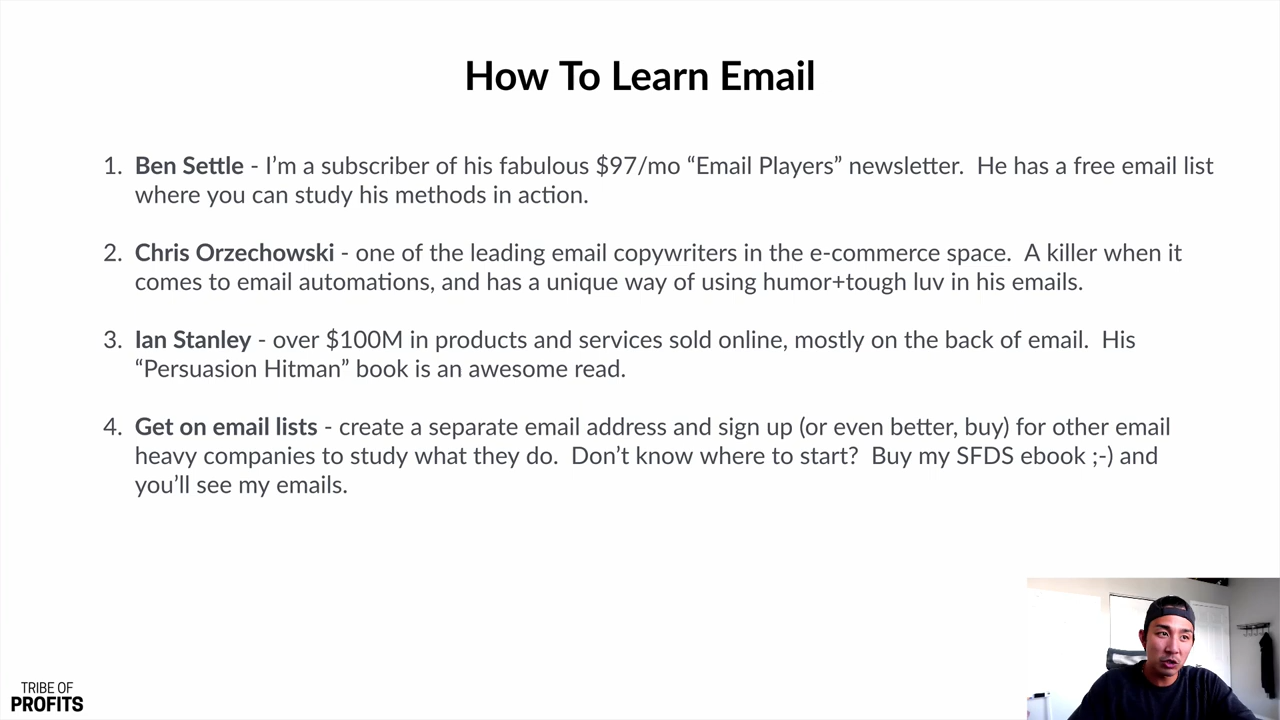 How To Learn Email
1. Ben Settle - I’m a subscriber of his fabulous $97/mo “Email Players” newsletter.  He has a free email list
where you can study his methods in action.
2. Chris Orzechowski - one of the leading email copywriters in the e-commerce space.  A killer when it
comes to email automations, and has a unique way of using humor+tough luv in his emails.
3. Ian Stanley - over $100M in products and services sold online, mostly on the back of email.  His
“Persuasion Hitman” book is an awesome read.
4. Get on email lists - create a separate email address and sign up (or even better, buy) for other email
heavy companies to study what they do.  Don’t know where to start?  Buy my SFDS ebook ;-) and
you’ll see my emails.
TRIBE OF
PROFITS